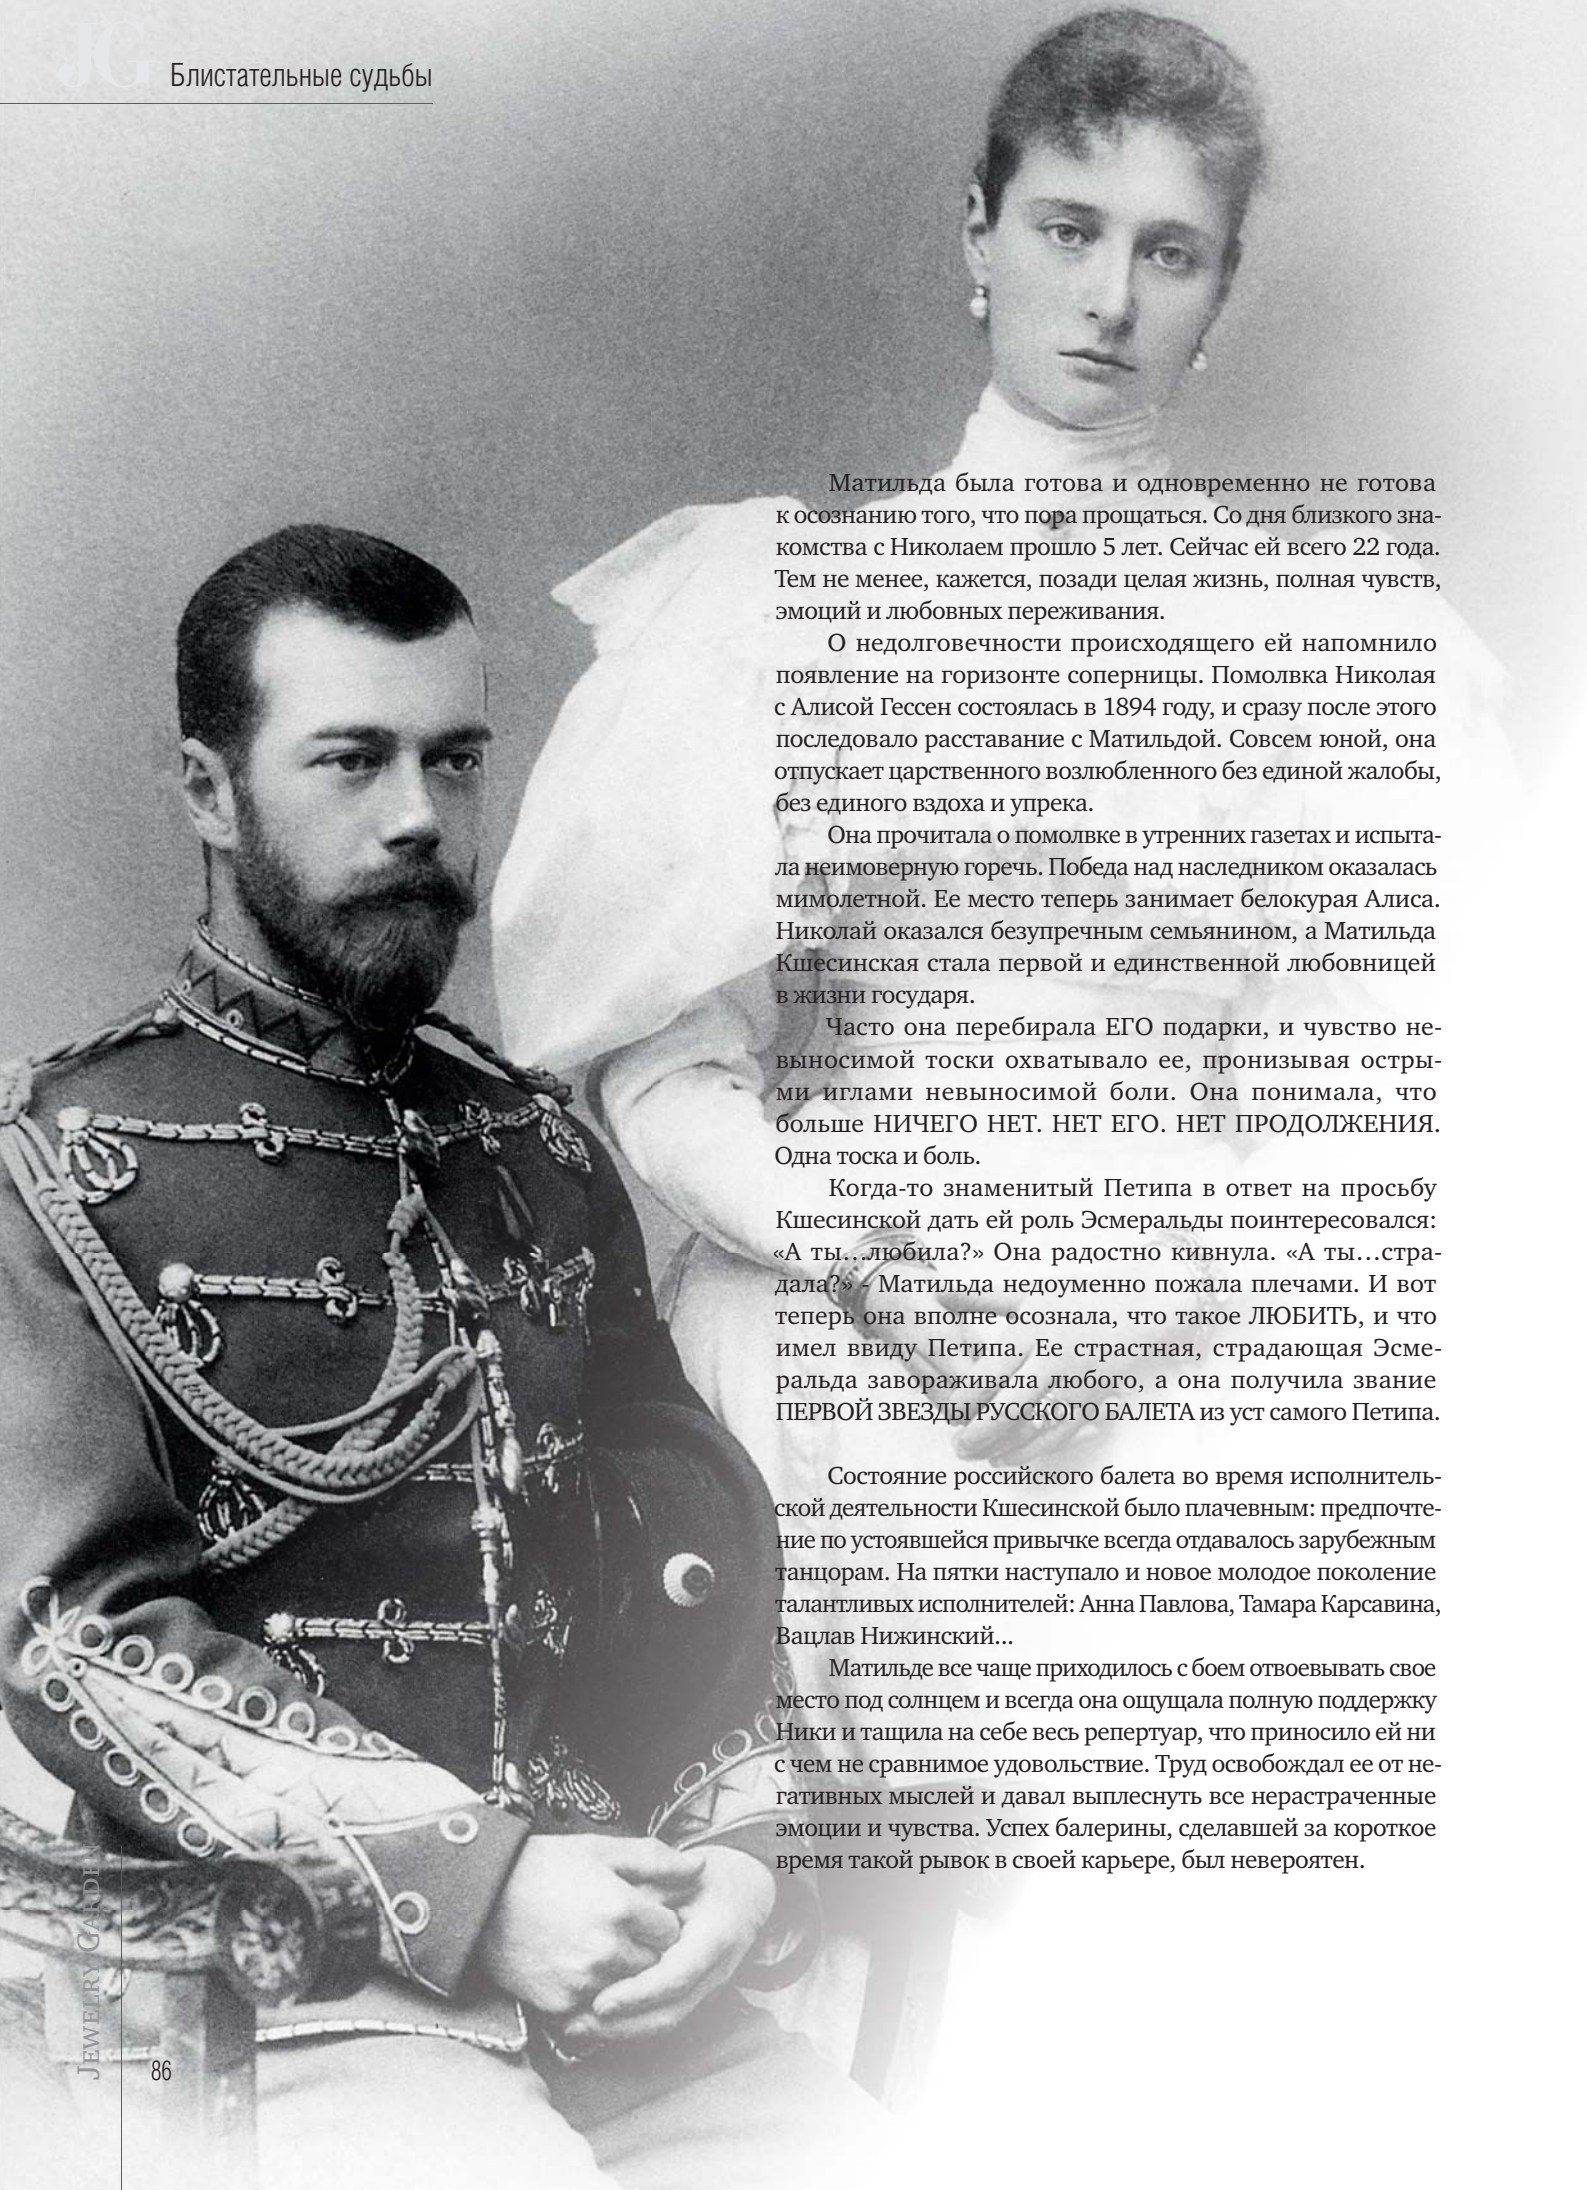 JG
Блистательные судьбы
Матильда была готова и одновременно не готова
к осознанию того, что пора прощаться. Со дня близкого зна-
комства с Николаем прошло 5 лет. Сейчас ей всего 22 года.
Тем не менее, кажется, позади целая жизнь, полная чувств,
эмоций и любовных переживания.
О недолговечности происходящего ей напомнило
появление на горизонте соперницы. Помолвка Николая
с Алисой Гессен состоялась в 1894 году, и сразу после этого
последовало расставание с Матильдой. Совсем юной, она
отпускает царственного возлюбленного без единой жалобы,
без единого вздоха и упрека.
Она прочитала о помолвке в утренних газетах и испыта-
ла неимоверную горечь. Победа над наследником оказалась
мимолетной. Ее место теперь занимает белокурая Алиса.
Николай оказался безупречным семьянином, а Матильда
Кшесинская стала первой и единственной любовницей
в жизни государя.
Часто она перебирала ЕГО подарки, и чувство не-
выносимой тоски охватывало ее, пронизывая остры-
ми иглами невыносимой боли. Она понимала, что
больше НИЧЕГО НЕТ. НЕТ ЕГО. НЕТ ПРОДОЛЖЕНИЯ.
Одна тоска и боль.
Когда-то знаменитый Петипа в ответ на просьбу
Кшесинской дать ей роль Эсмеральды поинтересовался:
«А ты…любила?» Она радостно кивнула. «А ты…стра-
дала?» - Матильда недоуменно пожала плечами. И вот
теперь она вполне осознала, что такое ЛЮБИТЬ, и что
имел ввиду Петипа. Ее страстная, страдающая Эсме-
ральда завораживала любого, а она получила звание
ПЕРВОЙ ЗВЕЗДЫ РУССКОГО БАЛЕТА из уст самого Петипа.
Состояние российского балета во время исполнитель-
ской деятельности Кшесинской было плачевным: предпочте-
ние по устоявшейся привычке всегда отдавалось зарубежным
танцорам. На пятки наступало и новое молодое поколение
талантливых исполнителей: Анна Павлова, Тамара Карсавина,
Вацлав Нижинский...
Матильде все чаще приходилось с боем отвоевывать свое
место под солнцем и всегда она ощущала полную поддержку
Ники и тащила на себе весь репертуар, что приносило ей ни
с чем не сравнимое удовольствие. Труд освобождал ее от не-
гативных мыслей и давал выплеснуть все нерастраченные
эмоции и чувства. Успех балерины, сделавшей за короткое
время такой рывок в своей карьере, был невероятен.
JEWELRY GARDEN
86